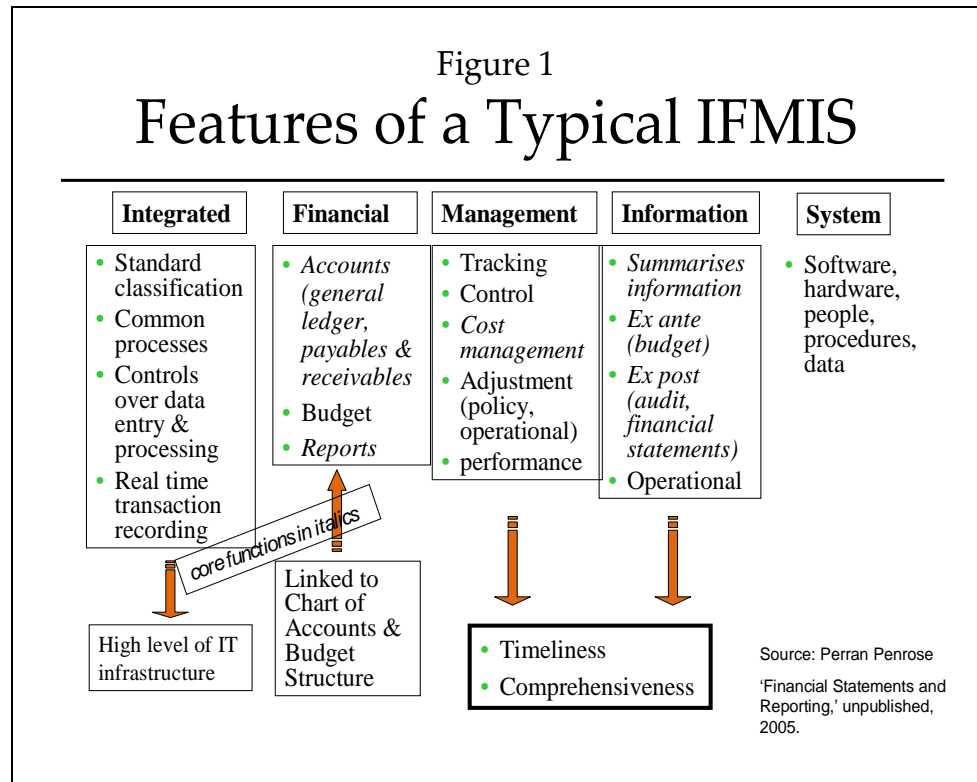 Figure 1
Features of a Typical IFMIS
Integrated
• Standard
classification
• Common
processes
• Controls
over data
entry &
processing
• Real time
transaction
recording
Financial
• Accounts
(general
ledger,
payables &
receivables
• Budget
• Reports
Management
• Tracking
• Control
• Cost
management
• Adjustment
(policy,
operational)
• performance
Information
• Summarises
information
• Ex ante
(budget)
• Ex post
(audit,
financial
statements)
• Operational
System
• Software,
hardware,
people,
procedures,
data
core functions in italics
High level of IT
infrastructure
Linked to
Chart of
Accounts &
Budget
Structure
• Timeliness
• Comprehensiveness
Source: Perran Penrose
‘Financial Statements and
Reporting,’ unpublished,
2005.